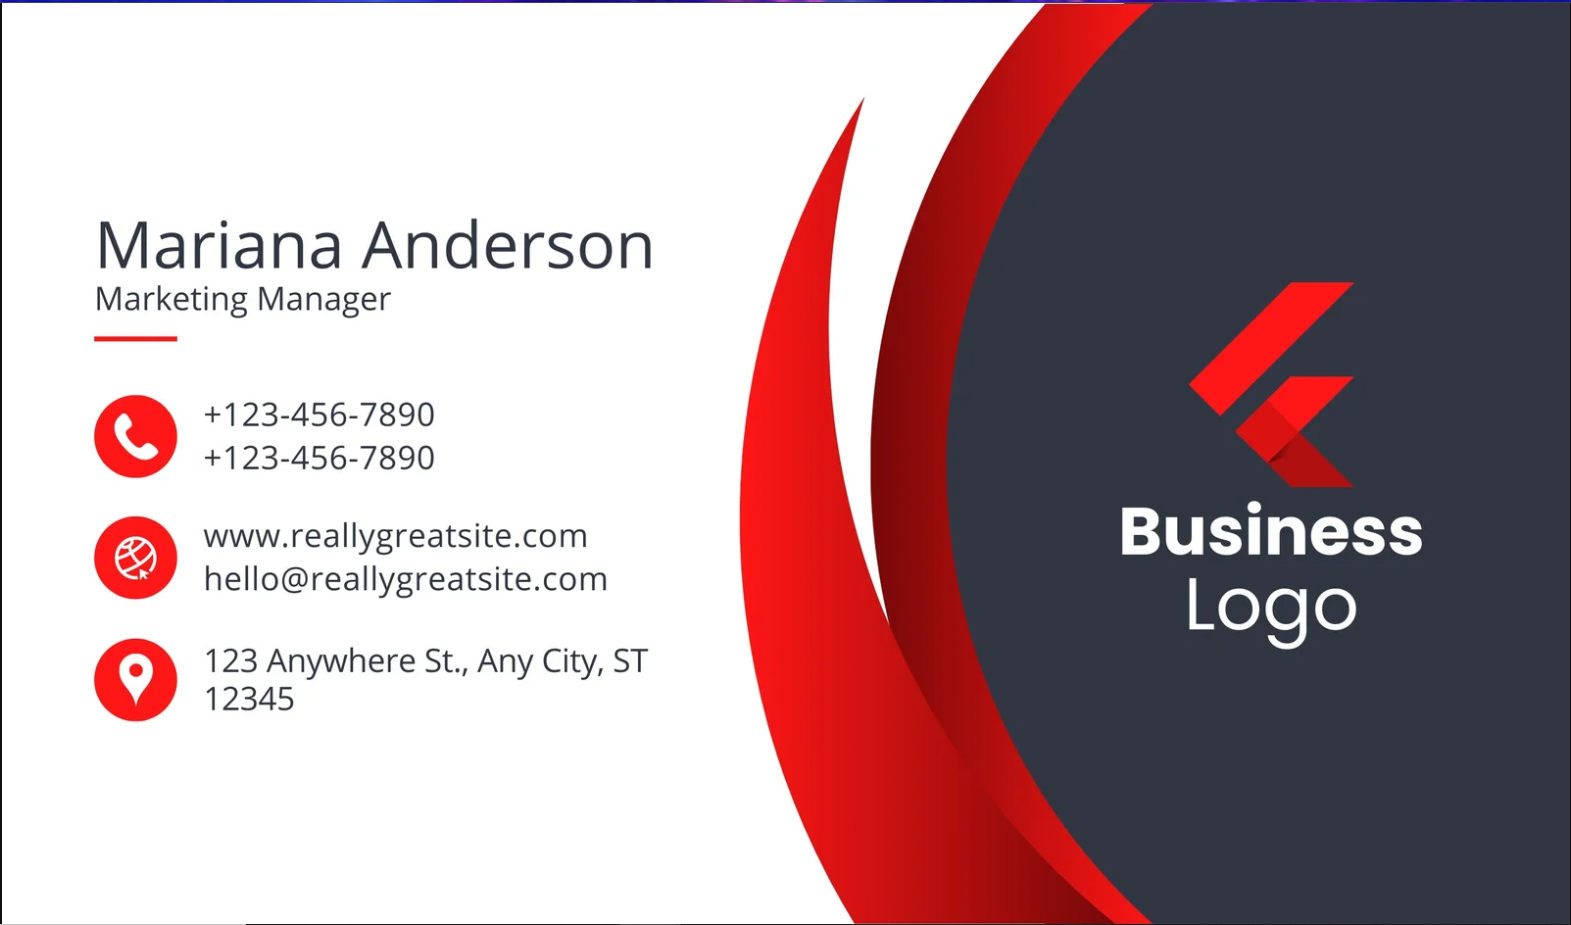 Mariana Anderson
Marketing Manager
+123-456-7890
+123-456-7890
www.reallygreatsite.com
hello@reallygreatsite.com
123 Anywhere St., Any City, ST
12345
Business
Logo